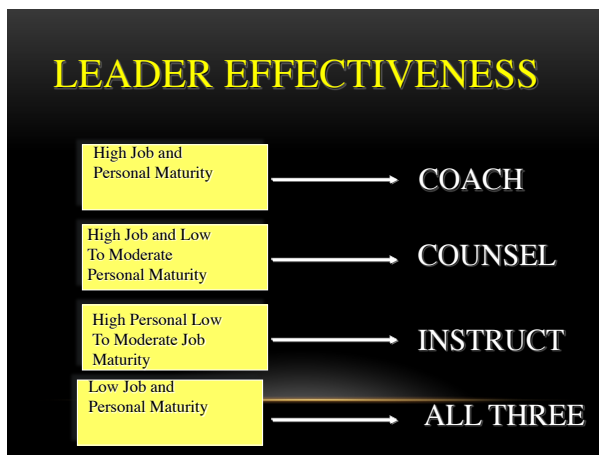 LEADER EFFECTIVENESS
High Job and
Personal Maturity
COACH
High Job and Low
To Moderate
Personal Maturity
COUNSEL
High Personal Low
To Moderate Job
Maturity
INSTRUCT
Low Job and
Personal Maturity
ALL THREE